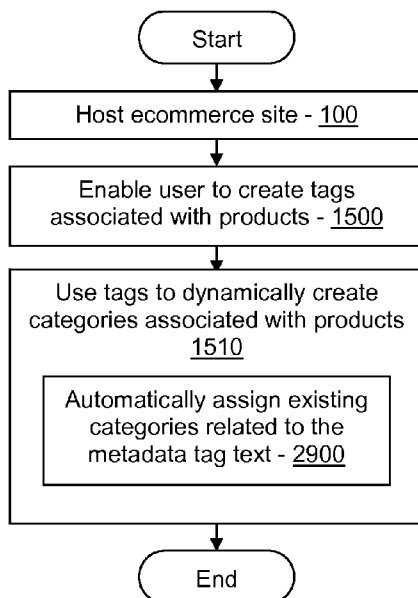 Start
Host ecommerce site - 100
Enable user to create tags
associated with products - 1500
Use tags to dynamically create
categories associated with products
1510
Automatically assign existing
categories related to the
metadata tag text - 2900
End